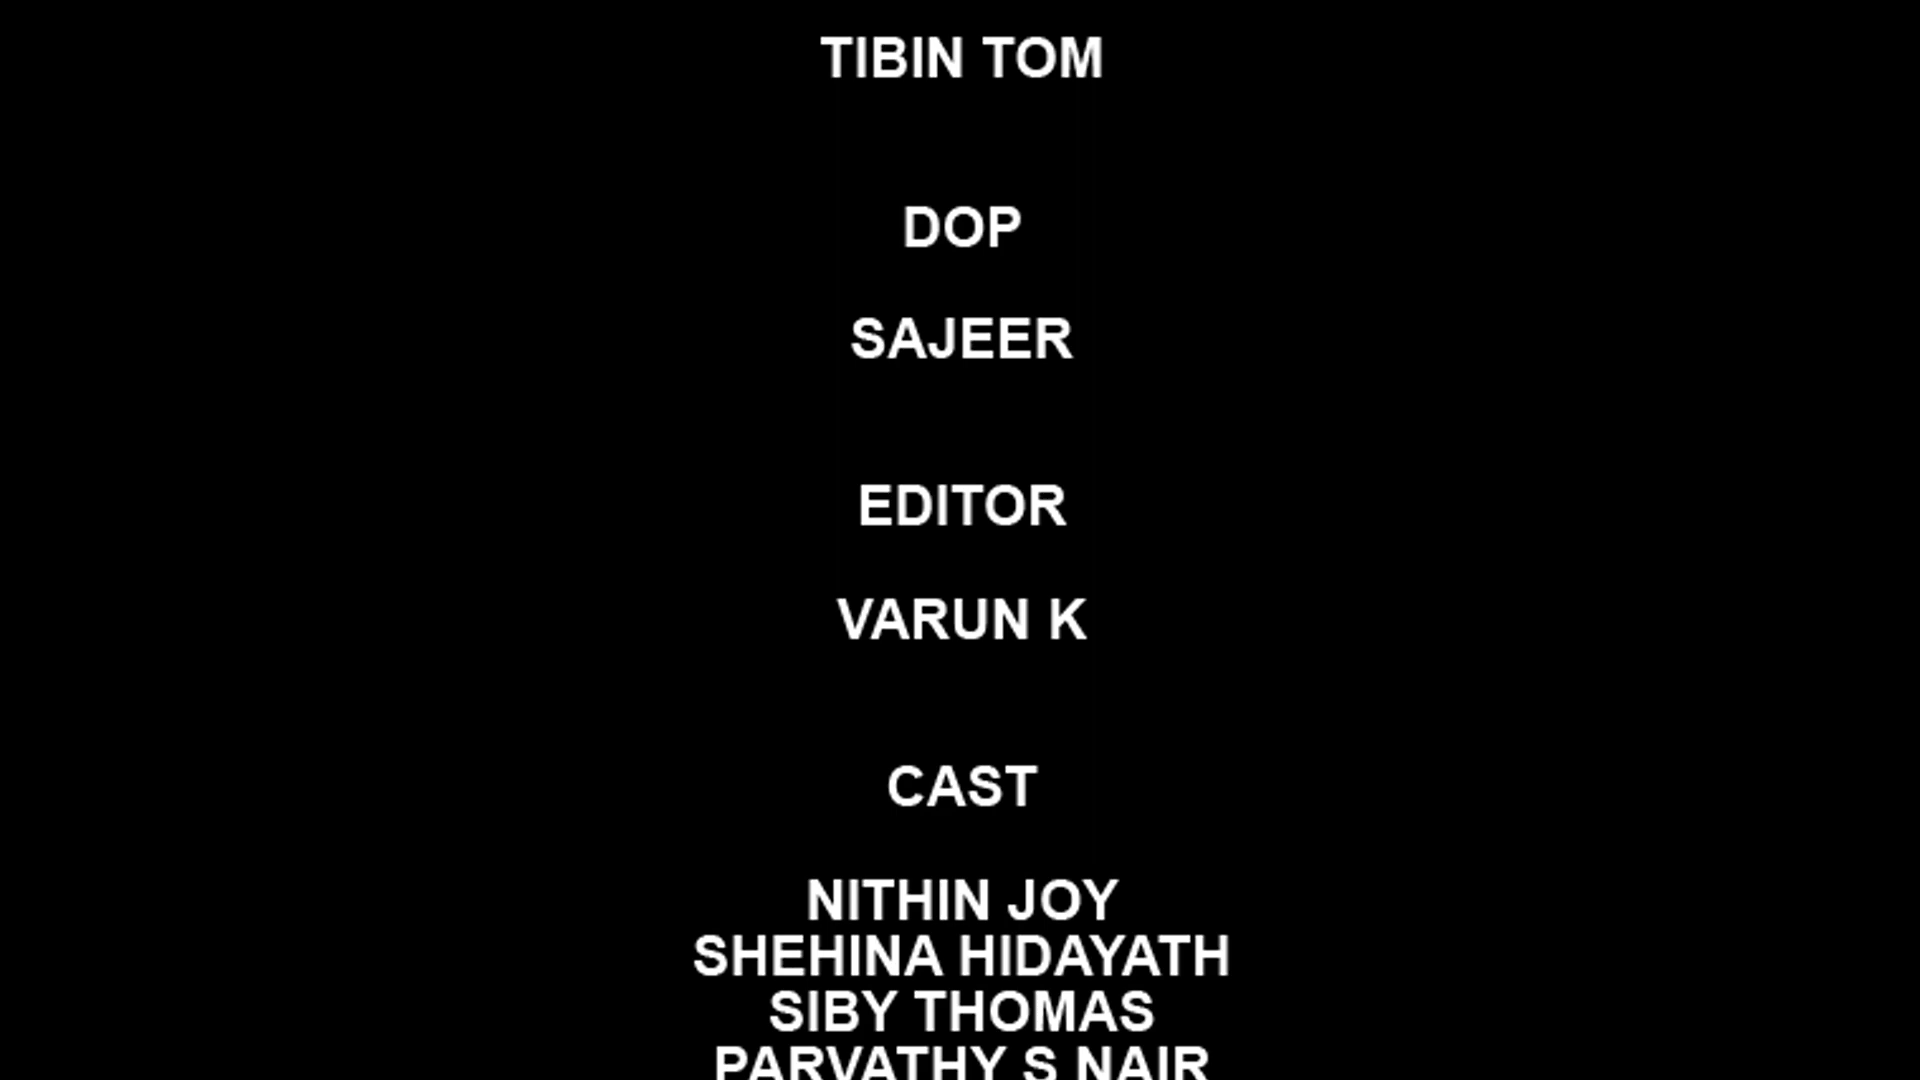 TIBIN TOM
DOP
SAJEER
EDITOR
VARUN K
CAST
NITHIN JOY
SHEHINA HIDAYATH
SIBY THOMAS
PARVATHY S NAIR